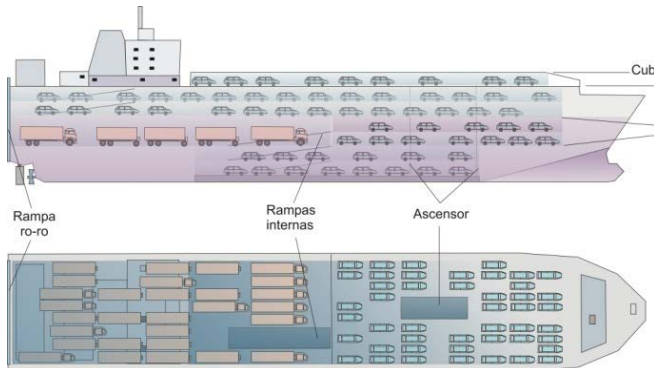 Cub
Rampa
ro-ro
Rampas
internas
Ascensor